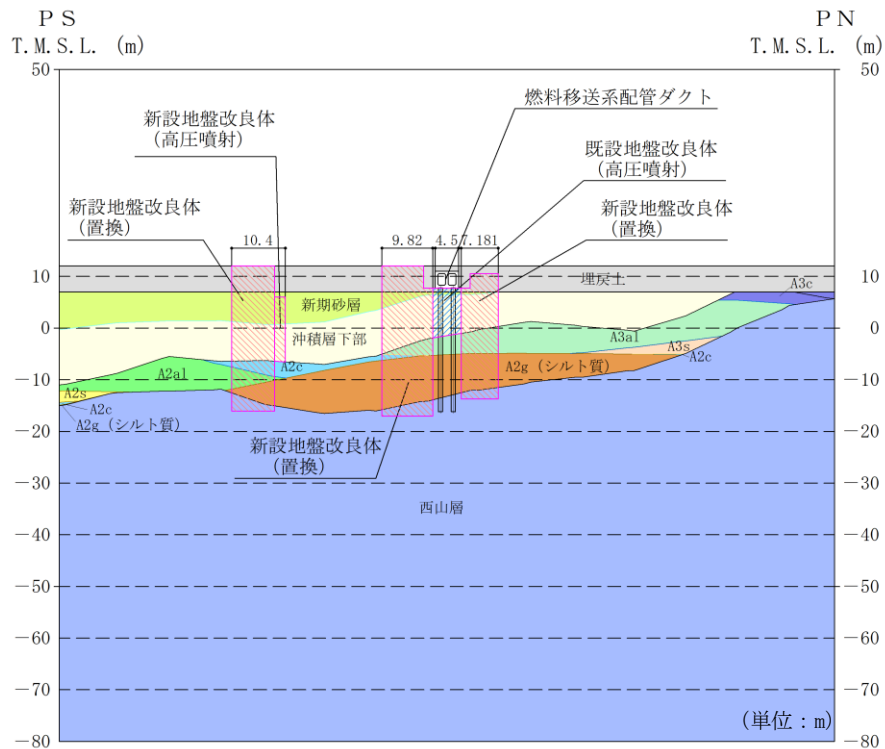 ＰＳ
T.M.S.L. (m)
ＰＮ
T.M.S.L. (m)
50
50
燃料移送系配管ダクト
新設地盤改良体
(高圧噴射)
既設地盤改良体
(高圧噴射)
新設地盤改良体
(置換)
新設地盤改良体
(置換)
10.4
9.82
4.5
7.181
10
10
埋戻土
A3c
新期砂層
0
0
沖積層下部
A3al
A3s
A2c
A2c
A2al
A2g (シルト質)
-10
-10
A2s
A2c
A2g (シルト質)
-20
-20
新設地盤改良体
(置換)
-30
-30
西山層
-40
-40
-50
-50
-60
-60
-70
-70
(単位：m)
-80
-80